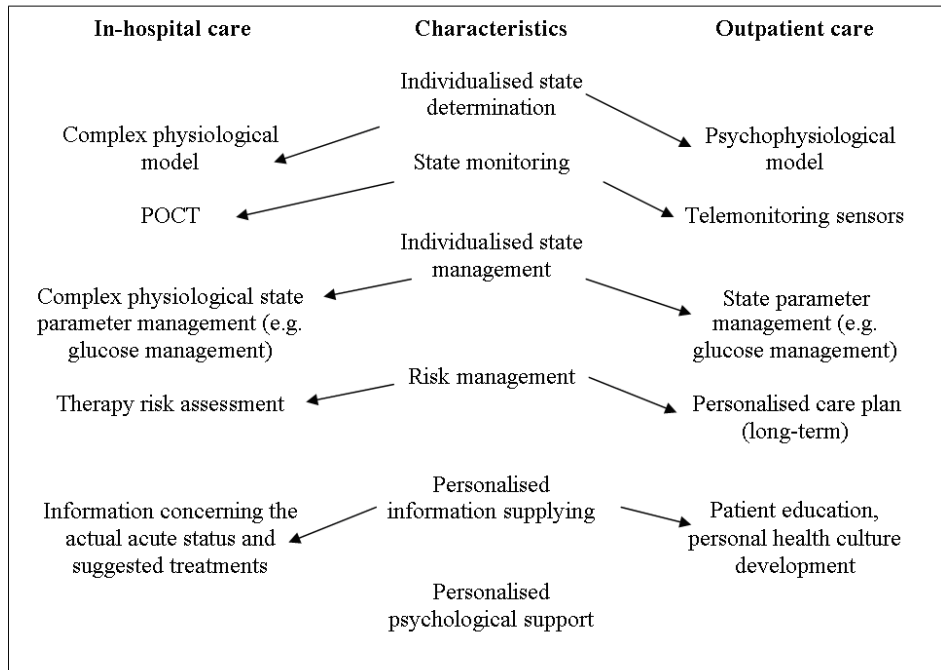 In-hospital care
Characteristics
Outpatient care
Individualised state
determination
Complex physiological
model
Psychophysiological
model
State monitoring
POCT
Telemonitoring sensors
Individualised state
management
Complex physiological state
parameter management (e.g.
glucose management)
State parameter
management (e.g.
glucose management)
Risk management
Therapy risk assessment
Personalised care plan
(long-term)
Personalised
information supplying
Information concerning the
actual acute status and
suggested treatments
Patient education,
personal health culture
development
Personalised
psychological support